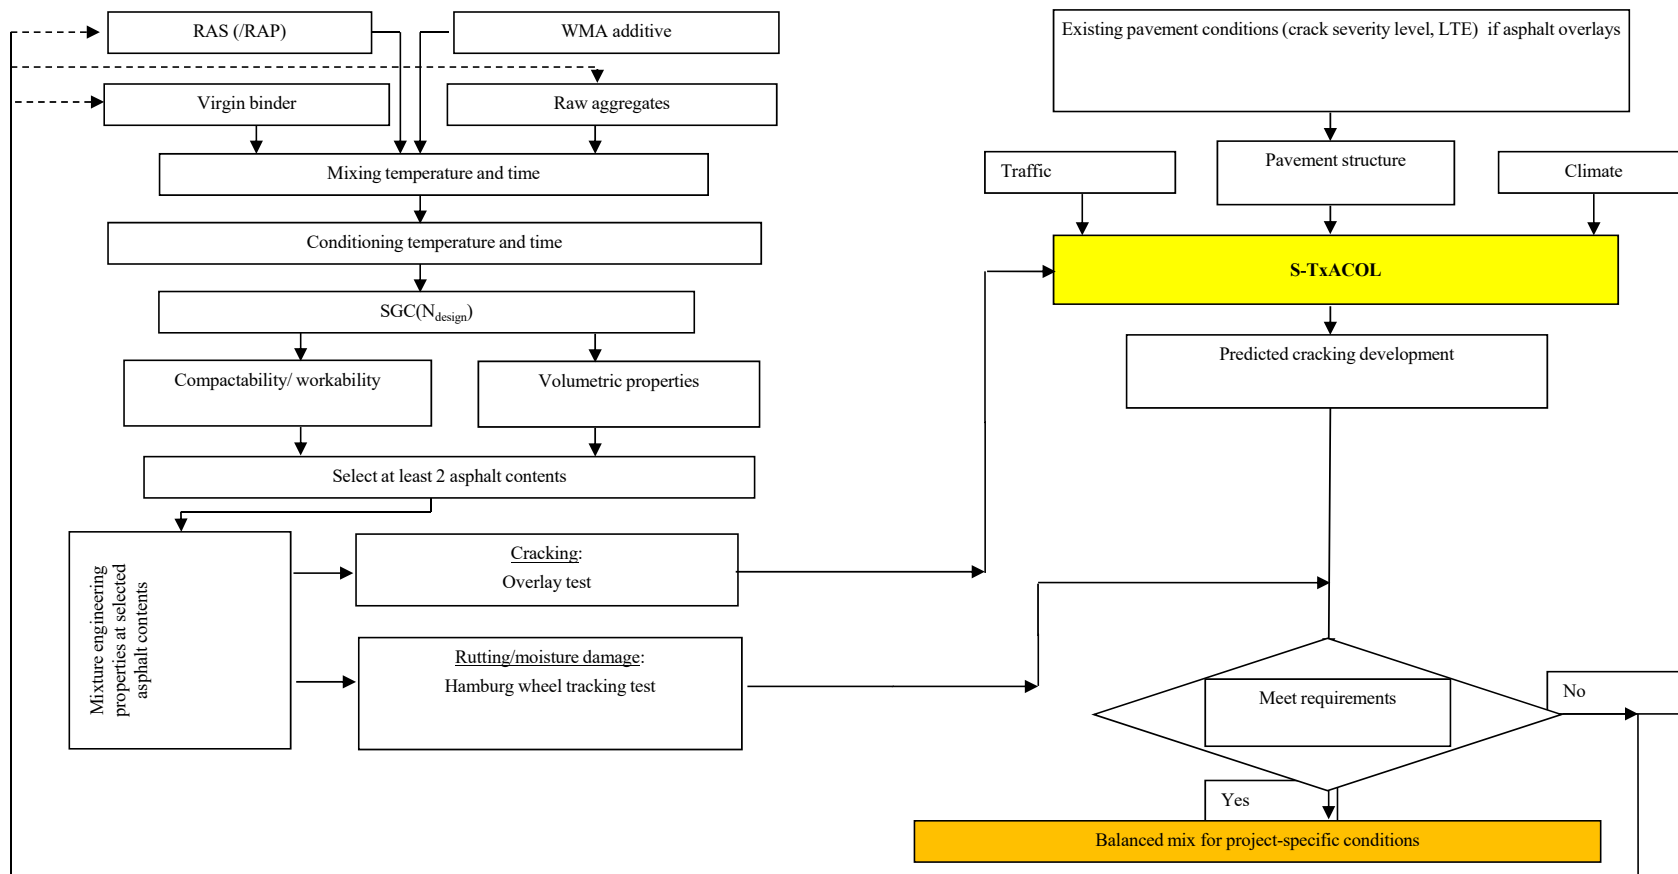 RAS (/RAP)
WMA additive
Virgin binder
Raw aggregates
Mixing temperature and time
Conditioning temperature and time
SGC(Ndesign)
Compactability/ workability
Volumetric properties
Select at least 2 asphalt contents
Mixture engineering
properties at selected
asphalt contents
Cracking:
Overlay test
Rutting/moisture damage:
Hamburg wheel tracking test
Existing pavement conditions (crack severity level, LTE) if asphalt overlays
Traffic
Pavement structure
Climate
S-TxACOL
Predicted cracking development
Meet requirements
No
Yes
Balanced mix for project-specific conditions